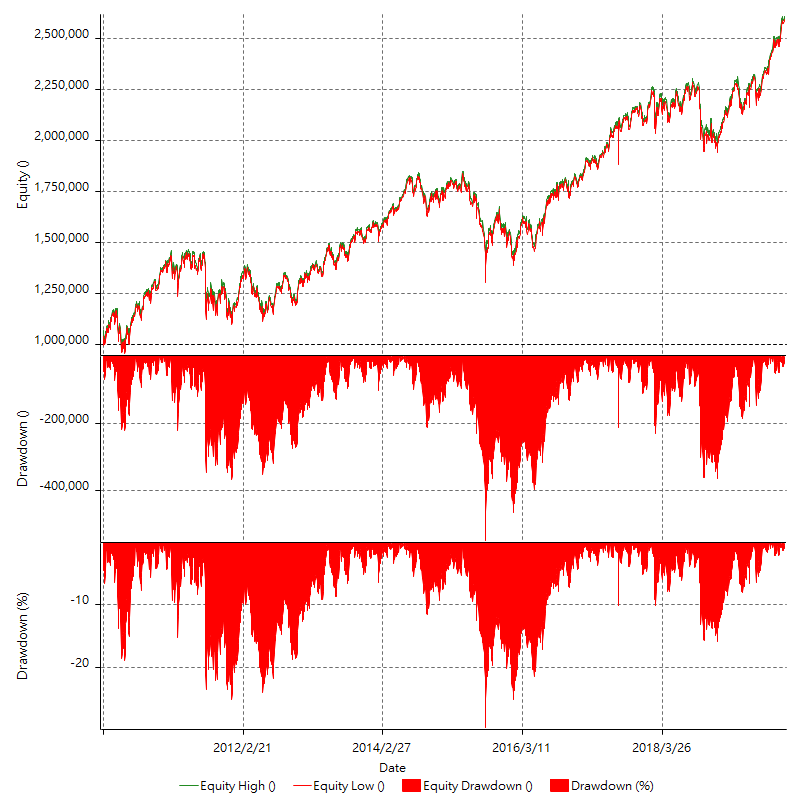 2,500,000
2,250,000
2,000,000
1,750,000
1,500,000
1,250,000
1,000,000
Equity ()
-200,000
-400,000
Drawdown ()
-10
-20
Drawdown (%)
2012/2/21 2014/2/27 2016/3/11 2018/3/26
Date
Equity High () Equity Low () Equity Drawdown () Drawdown (%)